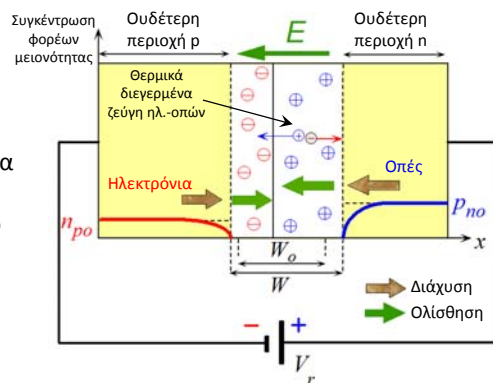 Συγκέντρωση
φορέων
μειονότητας
Ουδέτερη
περιοχή p
E
Ουδέτερη
περιοχή n
Θερμικά
διεγερμένα
ζεύγη ηλ.-οπών
α
Ηλεκτρόνια
Οπές
n_po
p_no
x
W_o
W
Διάχυση
Ολίσθηση
− +
V_r